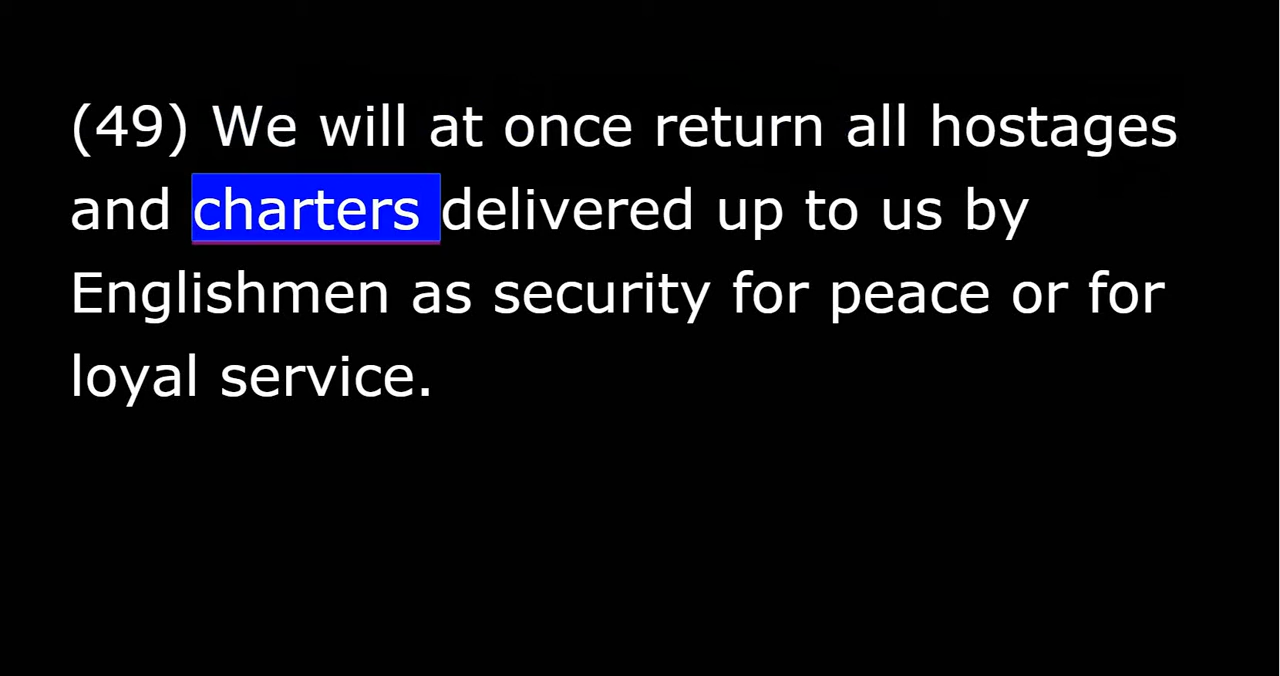 (49) We will at once return all hostages
and charters delivered up to us by
Englishmen as security for peace or for
loyal service.